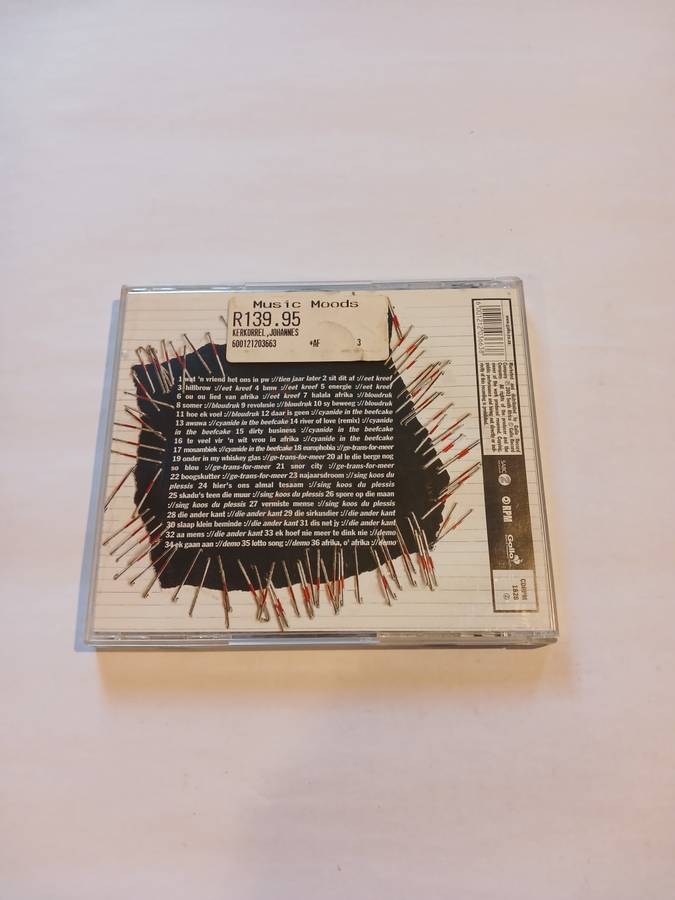 Music Moods
R139.95
KERKORREL,JOHANNES
600121203663 *AF 3
1 wat 'n vriend het ons in pw ://tien jaar later 2 sit dit af ://eet kreef
3 hillbrow ://eet kreef 4 bmw ://eet kreef 5 energie ://eet kreef
6 ou ou lied van afrika ://eet kreef 7 halala afrika ://bloudruk
8 somer ://bloudruk 9 revolusie ://bloudruk 10 sy beweeg ://bloudruk
11 hoe ek voel ://bloudruk 12 daar is geen ://cyanide in the beefcake
13 awuwa ://cyanide in the beefcake 14 river of love (remix) ://cyanide
in the beefcake 15 dirty business ://cyanide in the beefcake
16 te veel vir 'n wit vrou in afrika ://cyanide in the beefcake
17 mosambiek ://cyanide in the beefcake 18 europhobia ://ge-trans-for-meer
19 onder in my whiskey glas ://ge-trans-for-meer 20 al lê die berge nog
so blou ://ge-trans-for-meer 21 snor city ://ge-trans-for-meer
22 boogskutter ://ge-trans-for-meer 23 najaarsdroom ://sing koos du
plessis 24 hier's ons almal tesaam ://sing koos du plessis
25 skadu's teen die muur ://sing koos du plessis 26 spore op die maan
://sing koos du plessis 27 vermiste mense ://sing koos du plessis
28 die ander kant ://die ander kant 29 die sirkundier ://die ander kant
30 slaap klein beminde ://die ander kant 31 dis net jy ://die ander kant
32 aa mens ://die ander kant 33 ek hoef nie meer te dink nie ://demo
34 ek gaan aan ://demo 35 lotto song ://demo 36 afrika, o' afrika ://demo
www.gallo.co.za
RPM
Gallo
CDRPM
1828